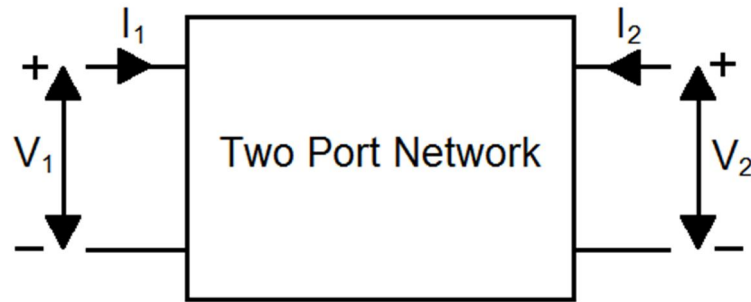 I₁ I₂
+ +
V₁ Two Port Network V₂
− −